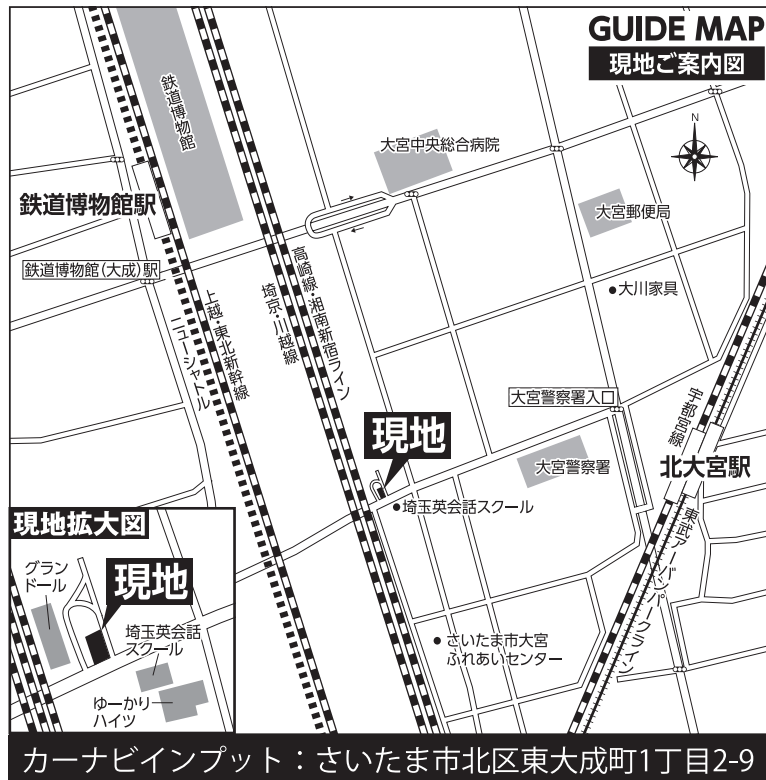 GUIDE MAP
現地ご案内図
鉄道博物館
大宮中央総合病院
N
鉄道博物館駅
大宮郵便局
鉄道博物館(大成)駅
大川家具
上越・東北新幹線
ニューシャトル
高崎線・湘南新宿ライン
埼京・川越線
大宮警察署入口
宇都宮線
現地
大宮警察署
北大宮駅
埼玉英会話スクール
東武アーバンパークライン
さいたま市大宮
ふれあいセンター
現地拡大図
グラン
ドール
現地
埼玉英会話
スクール
ゆーかり
ハイツ
カーナビインプット：さいたま市北区東大成町1丁目2-9